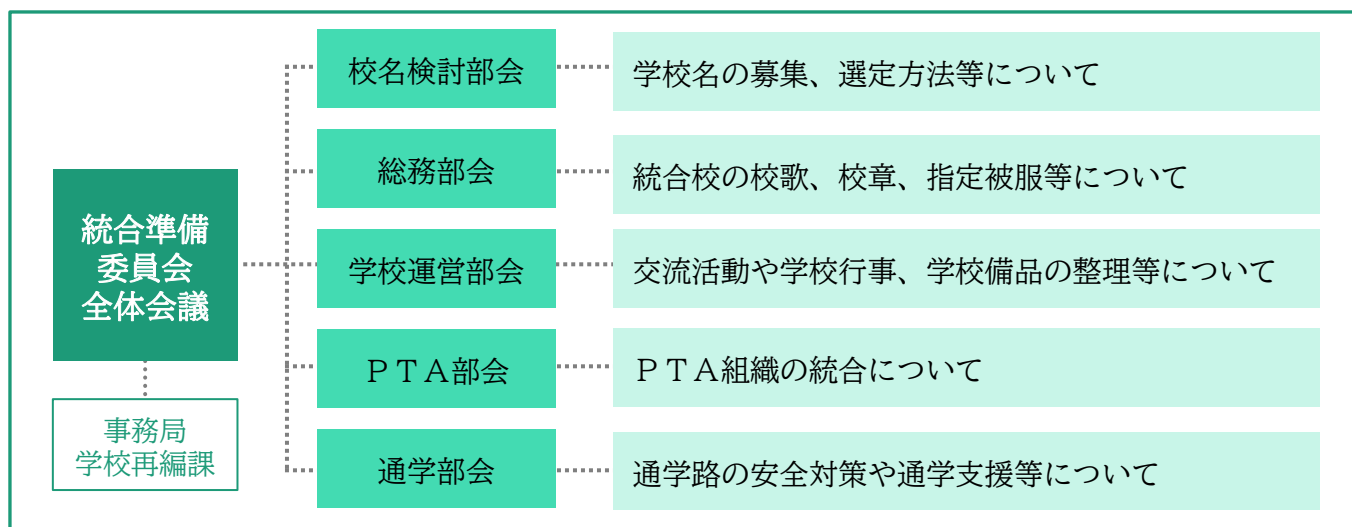 校名検討部会
学校名の募集、選定方法等について
総務部会
統合校の校歌、校章、指定被服等について
統合準備
委員会
全体会議
学校運営部会
交流活動や学校行事、学校備品の整理等について
ＰＴＡ部会
ＰＴＡ組織の統合について
事務局
学校再編課
通学部会
通学路の安全対策や通学支援等について